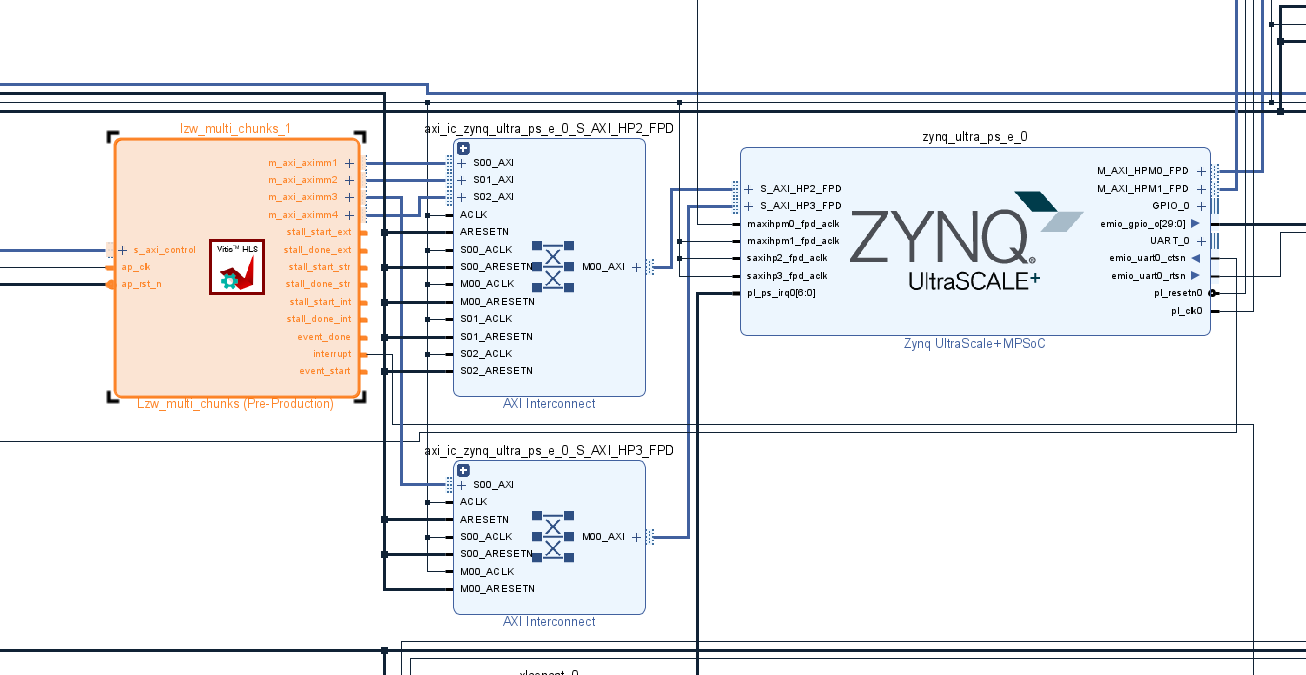 lzw_multi_chunks_1
m_axi_aximm1
m_axi_aximm2
m_axi_aximm3
m_axi_aximm4
stall_start_ext
s_axi_control
stall_done_ext
ap_clk
stall_start_str
ap_rst_n
stall_done_str
stall_start_int
stall_done_int
event_done
interrupt
event_start
Vitis™ HLS
Lzw_multi_chunks (Pre-Production)
axi_ic_zynq_ultra_ps_e_0_S_AXI_HP2_FPD
S00_AXI
S01_AXI
S02_AXI
ACLK
ARESETN
S00_ACLK
S00_ARESETN
M00_AXI
M00_ACLK
M00_ARESETN
S01_ACLK
S01_ARESETN
S02_ACLK
S02_ARESETN
AXI Interconnect
axi_ic_zynq_ultra_ps_e_0_S_AXI_HP3_FPD
S00_AXI
ACLK
ARESETN
S00_ACLK
M00_AXI
S00_ARESETN
M00_ACLK
M00_ARESETN
AXI Interconnect
zynq_ultra_ps_e_0
S_AXI_HP2_FPD
S_AXI_HP3_FPD
maxihpm0_fpd_aclk
maxihpm1_fpd_aclk
saxihp2_fpd_aclk
saxihp3_fpd_aclk
pl_ps_irq0[6:0]
ZYNQ
UltraSCALE+
M_AXI_HPM0_FPD
M_AXI_HPM1_FPD
GPIO_0
emio_gpio_o[29:0]
UART_0
emio_uart0_ctsn
emio_uart0_rtsn
pl_resetn0
pl_clk0
Zynq UltraScale+ MPSoC